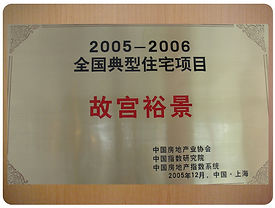 2005—2006
全国典型住宅项目
故宫裕景
中国房地产业协会
中国指数研究院
中国房地产指数系统
2005年12月，中国·上海